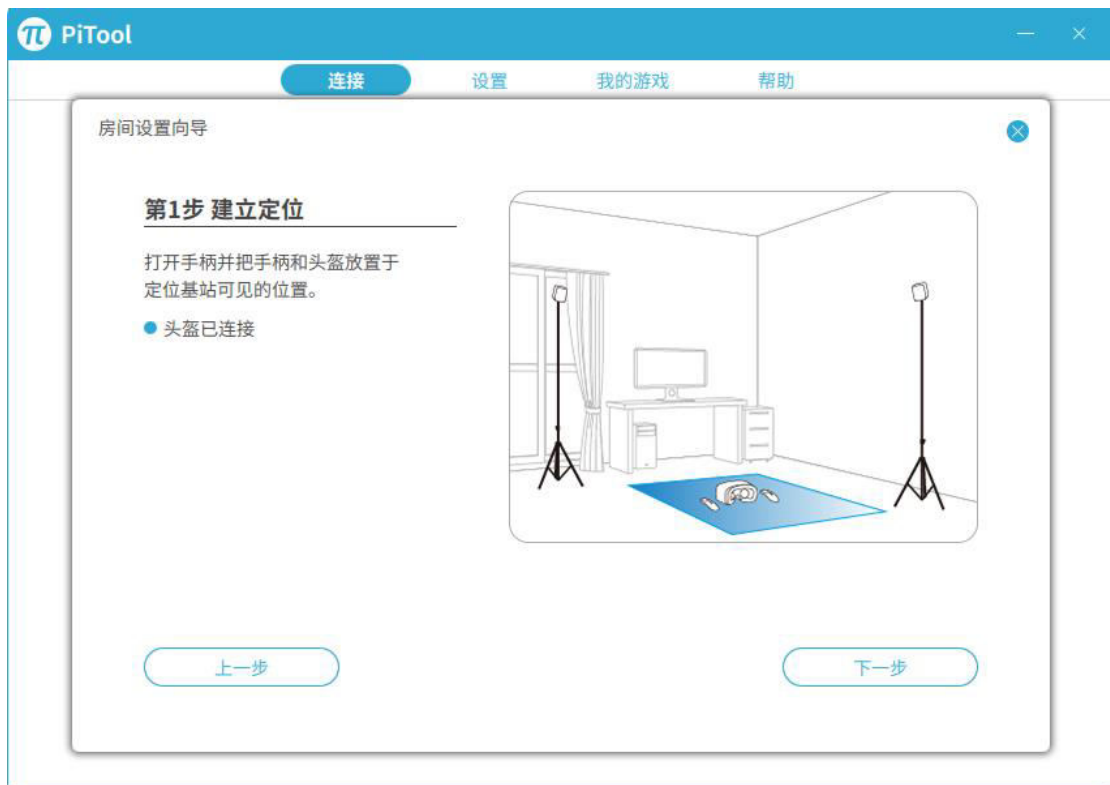 π PiTool
连接 设置 我的游戏 帮助
房间设置向导
第1步 建立定位
打开手柄并把手柄和头盔放置于
定位基站可见的位置。
头盔已连接
上一步 下一步